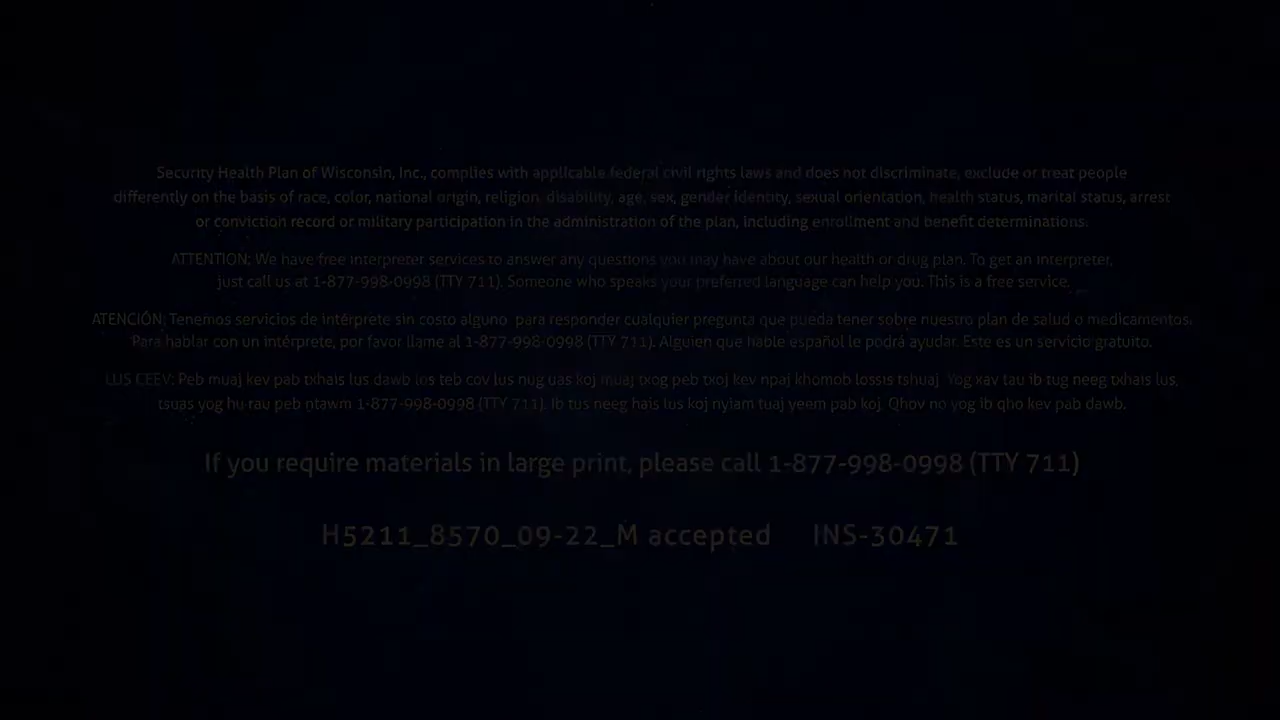 Security Health Plan of Wisconsin, Inc., complies with applicable federal civil rights laws and does not discriminate, exclude or treat people
differently on the basis of race, color, national origin, religion, disability, age, sex, gender identity, sexual orientation, health status, marital status, arrest
or conviction record or military participation in the administration of the plan, including enrollment and benefit determinations.
ATTENTION: We have free interpreter services to answer any questions you may have about our health or drug plan. To get an interpreter,
just call us at 1-877-998-0998 (TTY 711). Someone who speaks your preferred language can help you. This is a free service.
ATENCIÓN: Tenemos servicios de intérprete sin costo alguno para responder cualquier pregunta que pueda tener sobre nuestro plan de salud o medicamentos.
Para hablar con un intérprete, por favor llame al 1-877-998-0998 (TTY 711). Alguien que hable español le podrá ayudar. Este es un servicio gratuito.
LUS CEEV: Peb muaj kev pab txhais lus dawb los teb cov lus nug uas koj muaj txog peb txoj kev npaj khomob lossis tshuaj. Yog xav tau ib tug neeg txhais lus,
tsuas yog hu rau peb ntawm 1-877-998-0998 (TTY 711). Ib tus neeg hais lus koj nyiam tuaj yeem pab koj. Qhov no yog ib qho kev pab dawb.
If you require materials in large print, please call 1-877-998-0998 (TTY 711)
H5211_8570_09-22_M accepted INS-30471